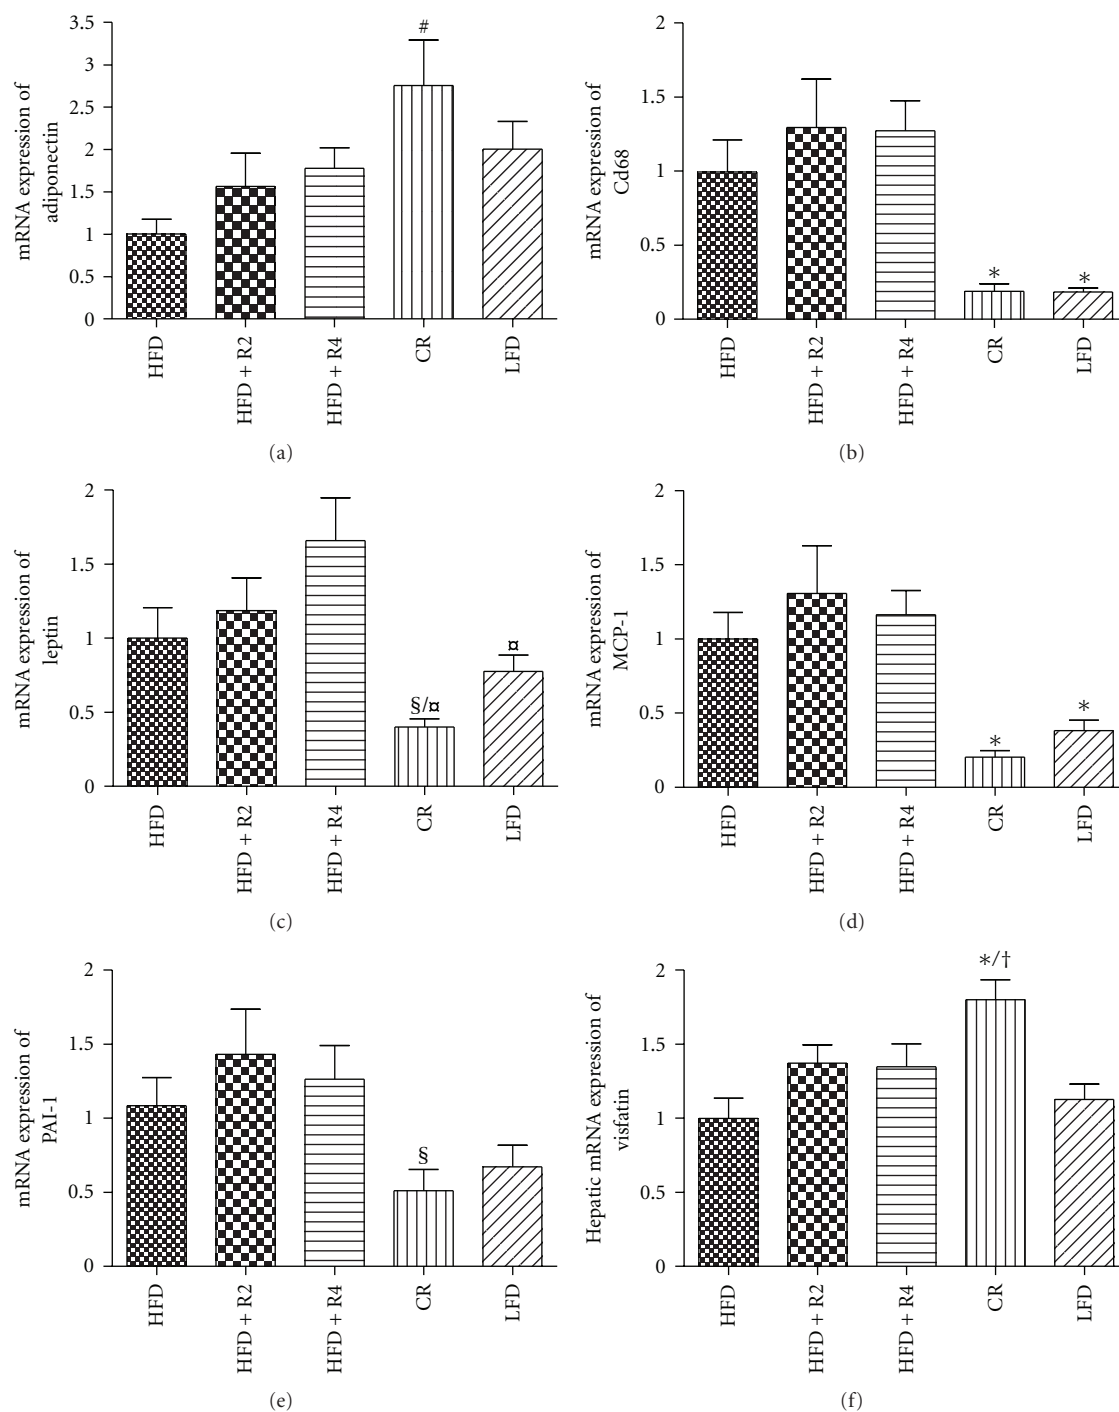 mRNA expression of
adiponectin
3.5
3
2.5
2
1.5
1
0.5
0
#
HFD
HFD + R2
HFD + R4
CR
LFD
(a)
mRNA expression of
Cd68
2
1.5
1
0.5
0
*
*
HFD
HFD + R2
HFD + R4
CR
LFD
(b)
mRNA expression of
leptin
2
1.5
1
0.5
0
§/¤
¤
HFD
HFD + R2
HFD + R4
CR
LFD
(c)
mRNA expression of
MCP-1
2
1.5
1
0.5
0
*
*
HFD
HFD + R2
HFD + R4
CR
LFD
(d)
mRNA expression of
PAI-1
2
1.5
1
0.5
0
§
HFD
HFD + R2
HFD + R4
CR
LFD
(e)
Hepatic mRNA expression of
visfatin
2
1.5
1
0.5
0
*/†
HFD
HFD + R2
HFD + R4
CR
LFD
(f)